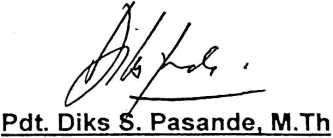 Pdt. Diks S. Pasande, M.Th